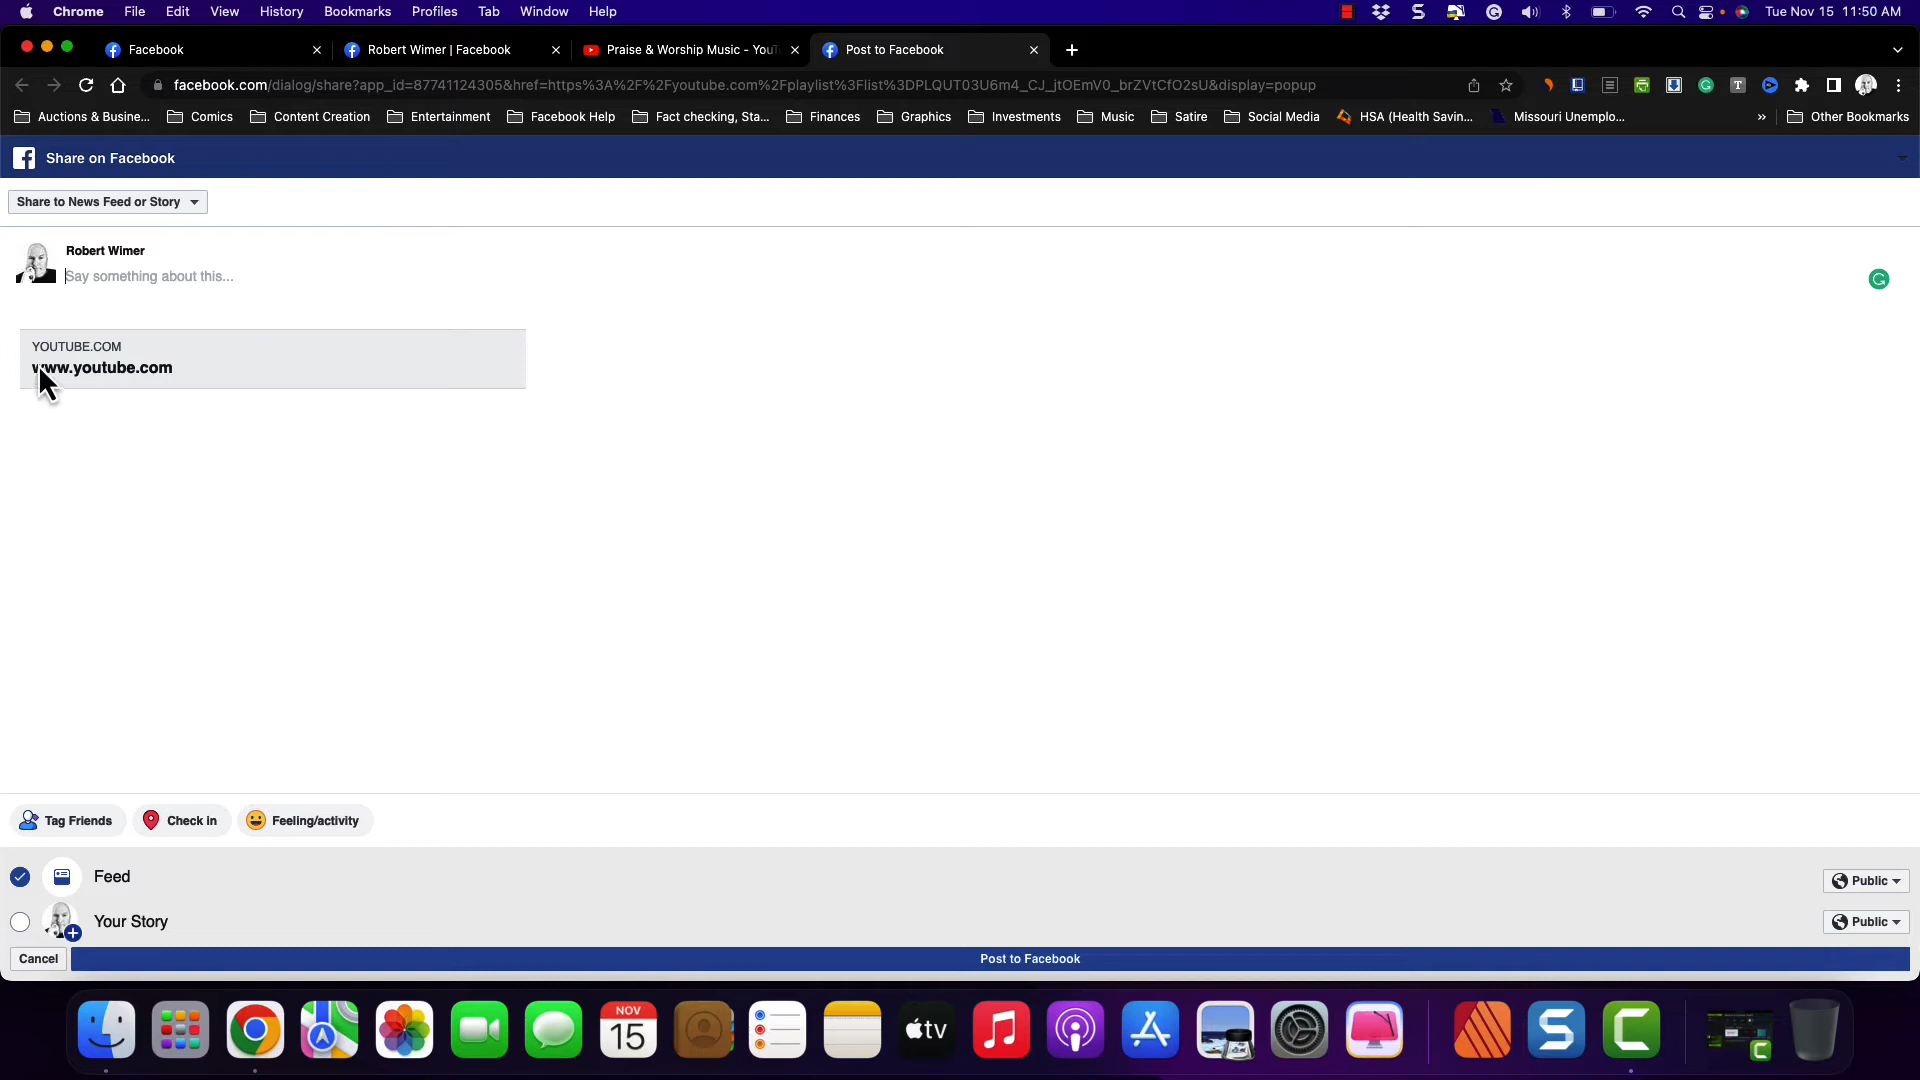 Chrome File Edit View History Bookmarks Profiles Tab Window Help Tue Nov 15 11:50 AM
Facebook Robert Wimer | Facebook Praise & Worship Music - YouT Post to Facebook
facebook.com/dialog/share?app_id=87741124305&href=https%3A%2F%2Fyoutube.com%2Fplaylist%3Flist%3DPLQUT03U6m4_CJ_jtOEmV0_brZVtCfO2sU&display=popup
Auctions & Busine... Comics Content Creation Entertainment Facebook Help Fact checking, Sta... Finances Graphics Investments Music Satire Social Media HSA (Health Savin... Missouri Unemplo... » Other Bookmarks
Share on Facebook
Share to News Feed or Story
Robert Wimer
Say something about this...
YOUTUBE.COM
www.youtube.com
Tag Friends Check in Feeling/activity
Feed Public
Your Story Public
Cancel Post to Facebook
NOV
15
tv